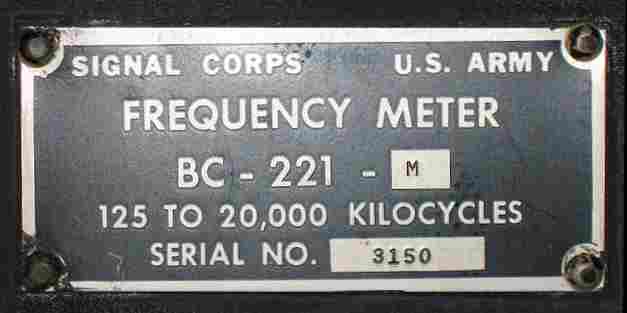 SIGNAL CORPS U.S. ARMY
FREQUENCY METER
BC - 221 - M
125 TO 20,000 KILOCYCLES
SERIAL NO. 3150